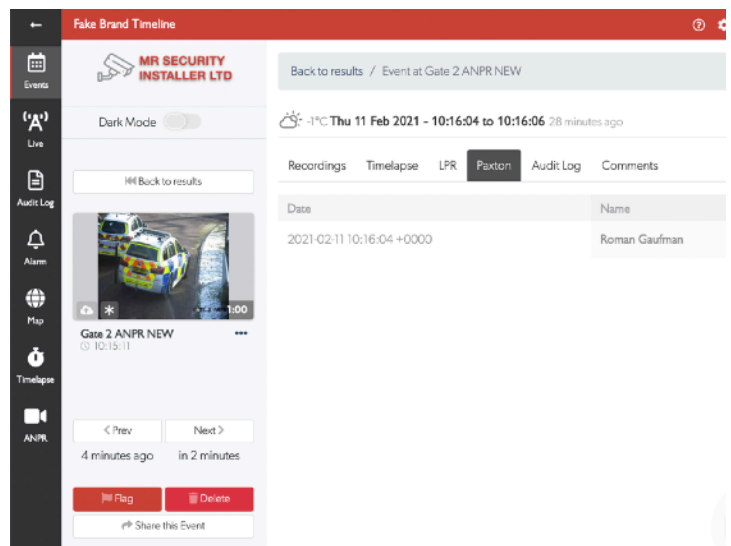 Fake Brand Timeline
Events
Live
Audit Log
Alarm
Map
Timelapse
ANPR
MR SECURITY
INSTALLER LTD
Dark Mode
Back to results
1:00
Gate 2 ANPR NEW
10:15:11
Prev
Next
4 minutes ago
in 2 minutes
Flag
Delete
Share this Event
Back to results / Event at Gate 2 ANPR NEW
-1°C Thu 11 Feb 2021 - 10:16:04 to 10:16:06 28 minutes ago
Recordings Timelapse LPR Paxton Audit Log Comments
Date Name
2021-02-11 10:16:04 +0000 Roman Gaufman